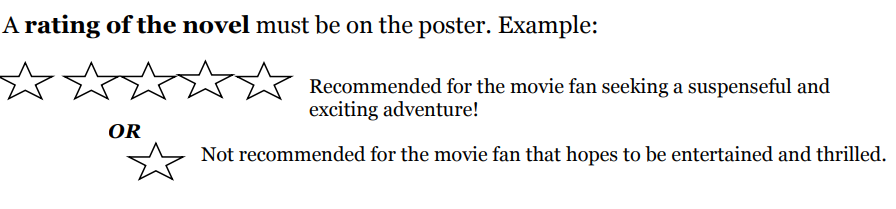 A rating of the novel must be on the poster. Example:
Recommended for the movie fan seeking a suspenseful and
exciting adventure!
OR
Not recommended for the movie fan that hopes to be entertained and thrilled.